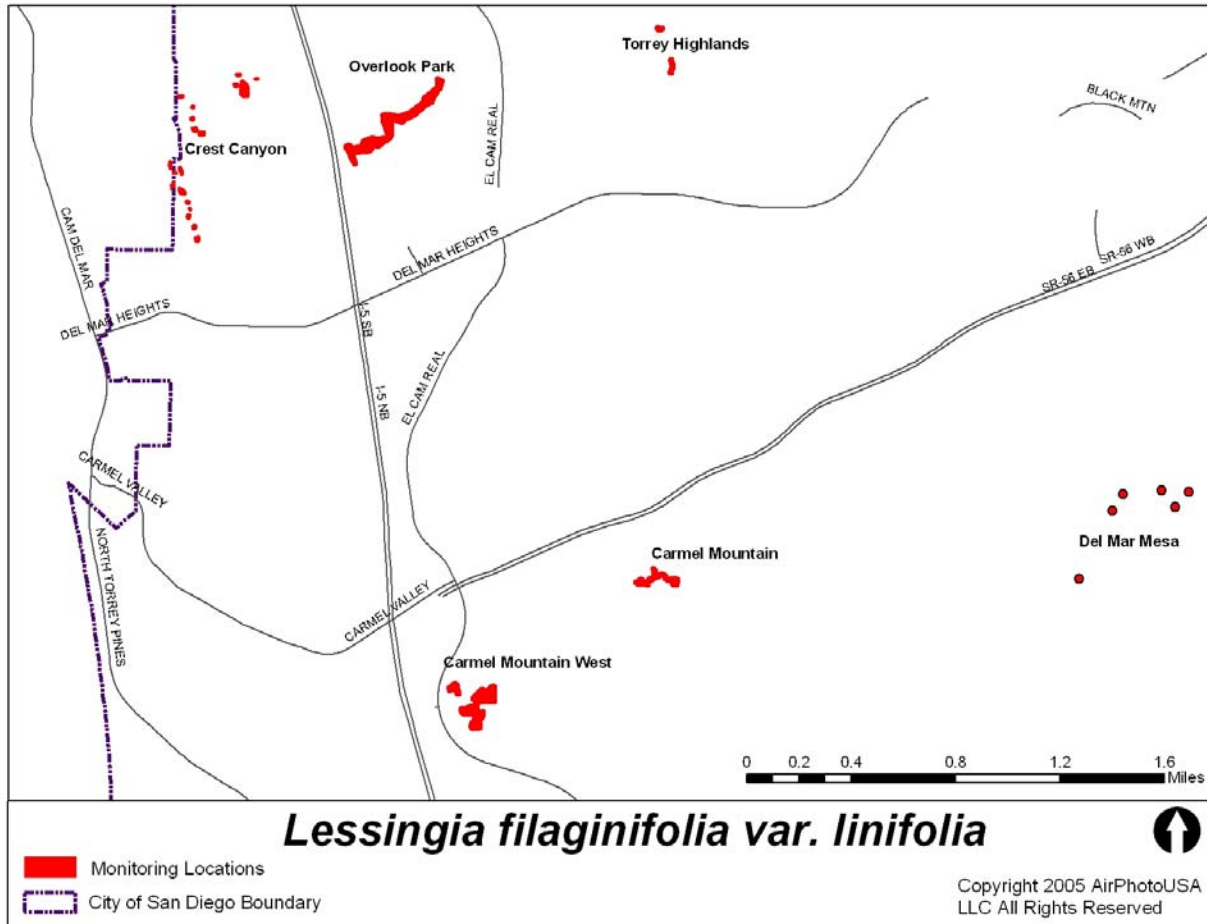 Torrey Highlands
Overlook Park
BLACK MTN
Crest Canyon
EL CAM REAL
CAM DEL MAR
DEL MAR HEIGHTS
SR-56 WB
SR-56 EB
DEL MAR HEIGHTS
I-5 SB
I-5 NB
EL CAM REAL
CARMEL VALLEY
NORTH TORREY PINES
Del Mar Mesa
Carmel Mountain
CARMEL VALLEY
Carmel Mountain West
0 0.2 0.4 0.8 1.2 1.6
Miles
Lessingia filaginifolia var. linifolia
Monitoring Locations
City of San Diego Boundary
Copyright 2005 AirPhotoUSA
LLC All Rights Reserved